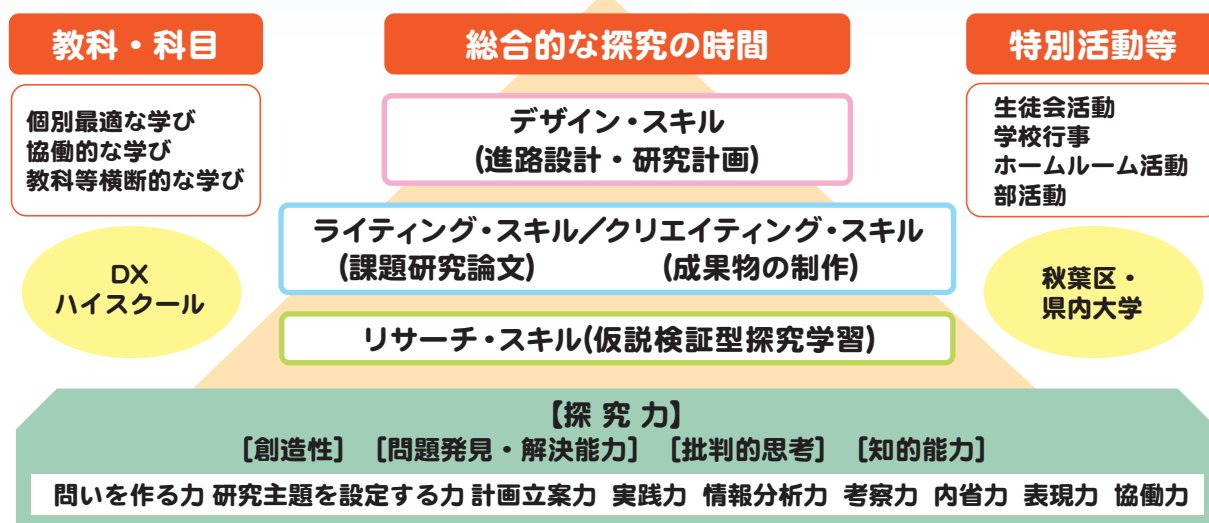 教科・科目
個別最適な学び
協働的な学び
教科等横断的な学び
DX
ハイスクール
総合的な探究の時間
デザイン・スキル
(進路設計・研究計画)
ライティング・スキル／クリエイティング・スキル
(課題研究論文) (成果物の制作)
リサーチ・スキル(仮説検証型探究学習)
特別活動等
生徒会活動
学校行事
ホームルーム活動
部活動
秋葉区・
県内大学
【探 究 力】
[創造性] [問題発見・解決能力] [批判的思考] [知的能力]
問いを作る力 研究主題を設定する力 計画立案力 実践力 情報分析力 考察力 内省力 表現力 協働力